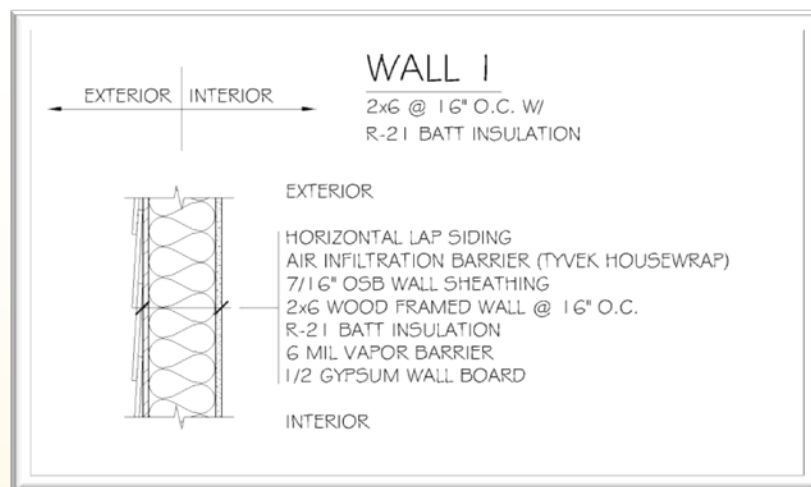 EXTERIOR INTERIOR
WALL 1
2x6 @ 16" O.C. W/
R-21 BATT INSULATION
EXTERIOR
HORIZONTAL LAP SIDING
AIR INFILTRATION BARRIER (TYVEK HOUSEWRAP)
7/16" OSB WALL SHEATHING
2x6 WOOD FRAMED WALL @ 16" O.C.
R-21 BATT INSULATION
6 MIL VAPOR BARRIER
1/2 GYPSUM WALL BOARD
INTERIOR